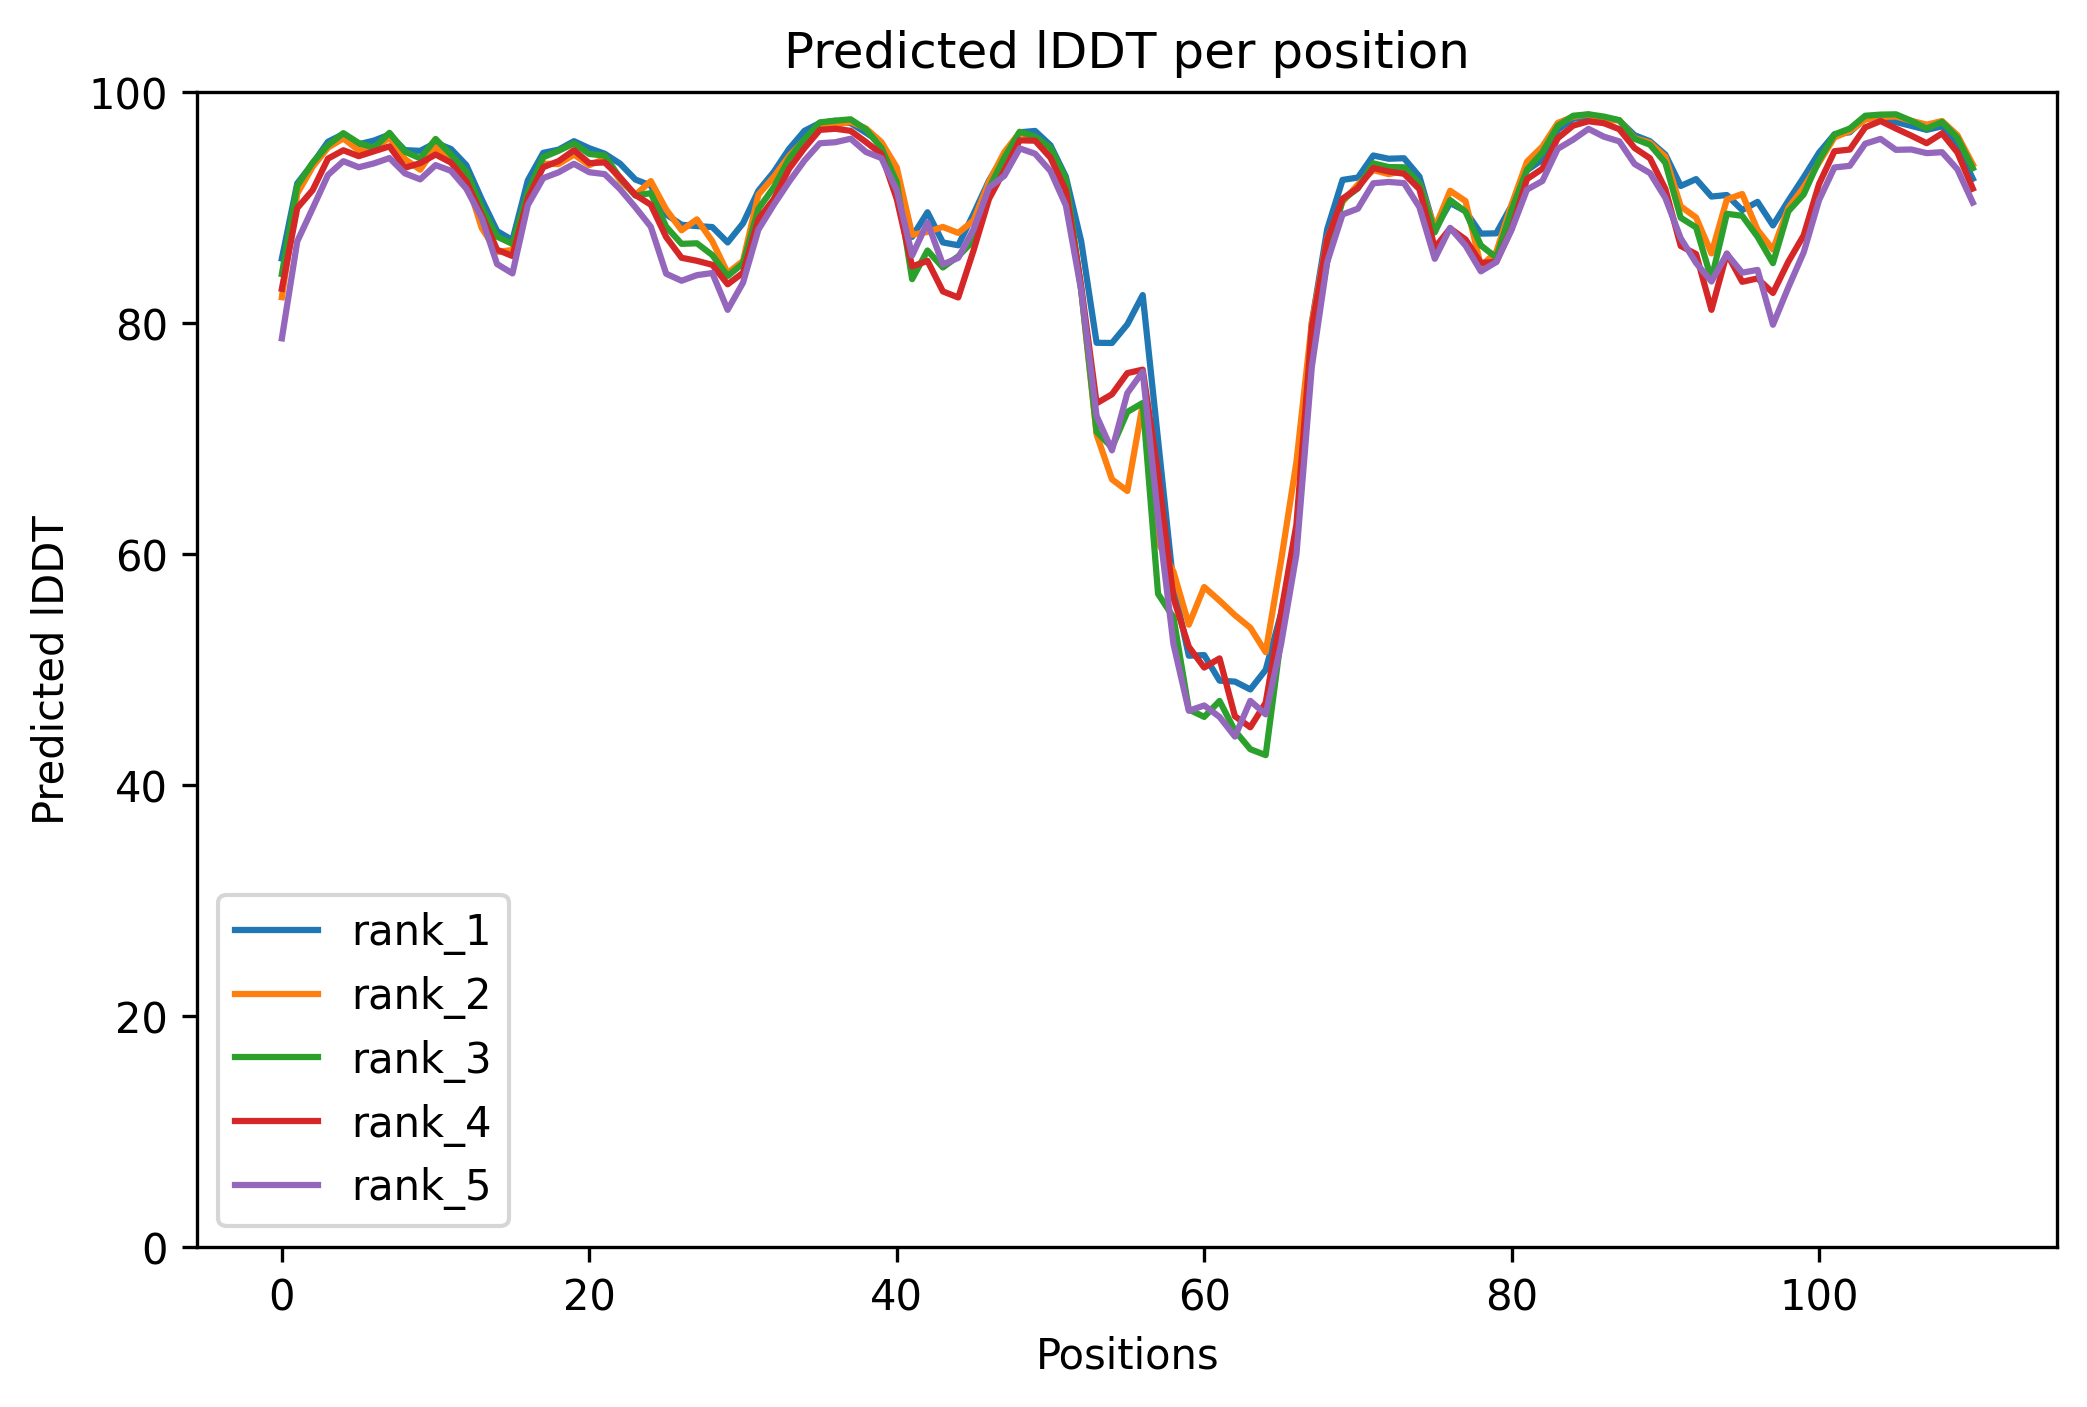 Predicted lDDT per position
100
80
60
40
20
0
Predicted lDDT
rank_1
rank_2
rank_3
rank_4
rank_5
0 20 40 60 80 100
Positions